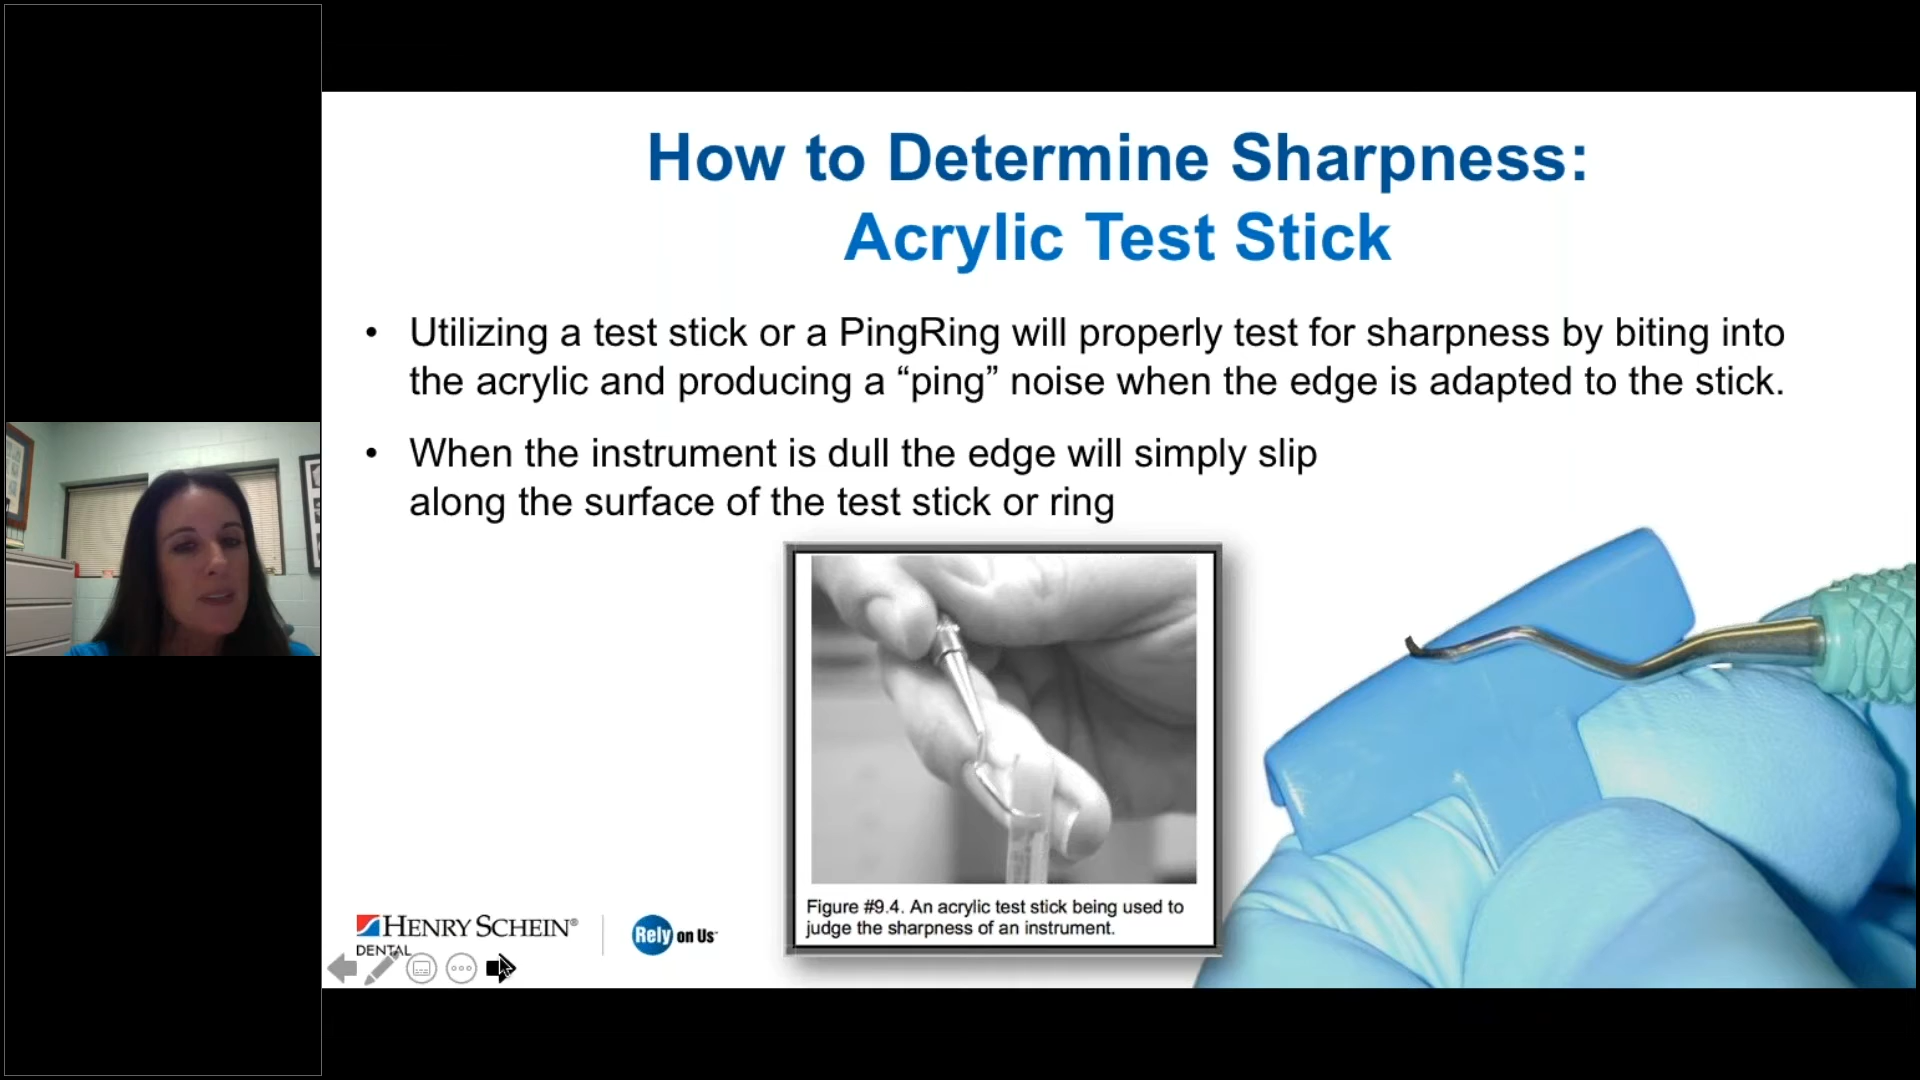 How to Determine Sharpness:
Acrylic Test Stick
• Utilizing a test stick or a PingRing will properly test for sharpness by biting into
the acrylic and producing a “ping” noise when the edge is adapted to the stick.
• When the instrument is dull the edge will simply slip
along the surface of the test stick or ring
Figure #9.4. An acrylic test stick being used to
judge the sharpness of an instrument.
HENRY SCHEIN®
DENTAL
Rely on Us™